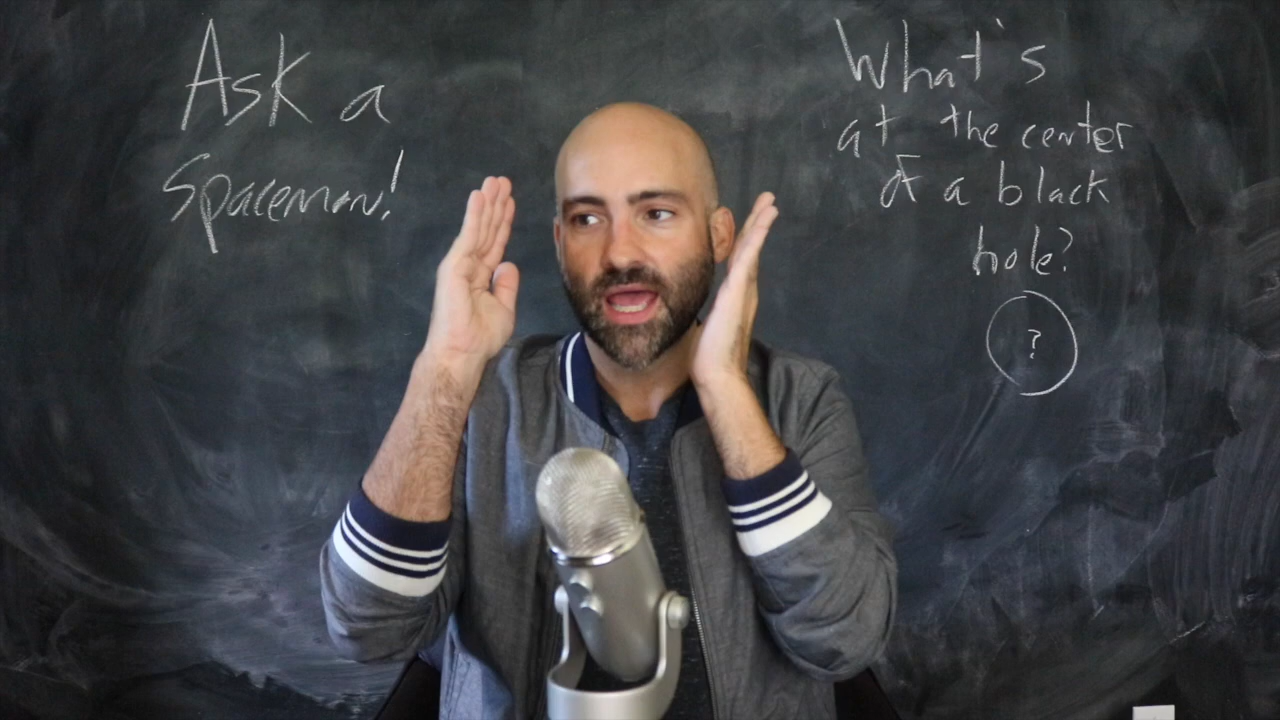 Ask a
Spaceman!
What's
at the center
of a black
hole?
?